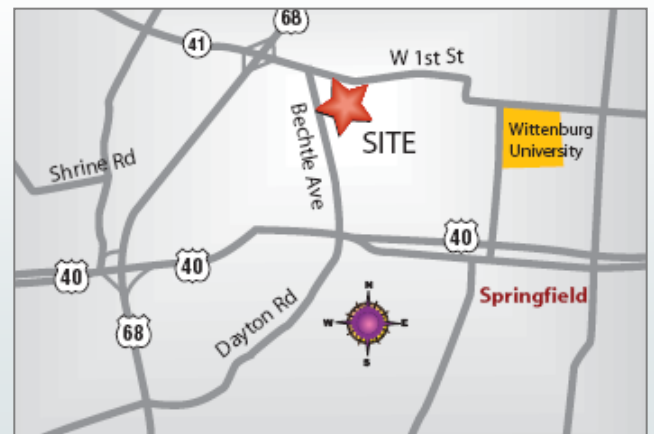 68
41
W 1st St
Bechtle Ave
SITE
Wittenburg
University
Shrine Rd
40
40
40
Springfield
68
Dayton Rd
N
W
E
S